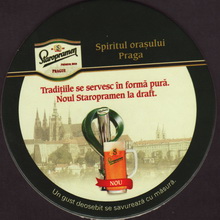 Staropramen
PRAGUE
Spiritul orașului
Praga
Tradițiile se servesc în formă pură.
Noul Staropramen la draft.
NOU
Un gust deosebit se savurează cu măsură.